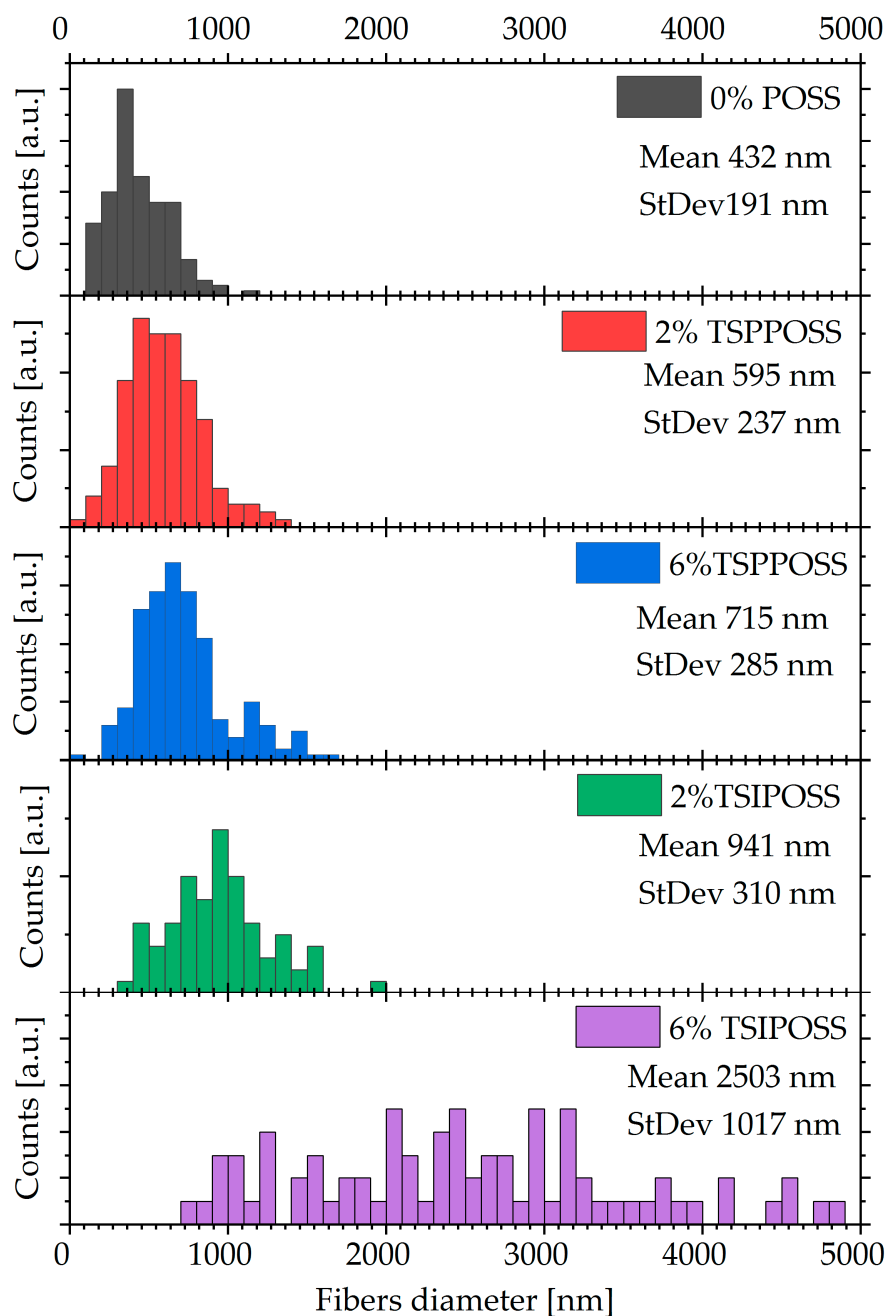 0 1000 2000 3000 4000 5000
Counts [a.u.]
0% POSS
Mean 432 nm
StDev191 nm
Counts [a.u.]
2% TSPPOSS
Mean 595 nm
StDev 237 nm
Counts [a.u.]
6%TSPPOSS
Mean 715 nm
StDev 285 nm
Counts [a.u.]
2%TSIPOSS
Mean 941 nm
StDev 310 nm
Counts [a.u.]
6% TSIPOSS
Mean 2503 nm
StDev 1017 nm
0 1000 2000 3000 4000 5000
Fibers diameter [nm]